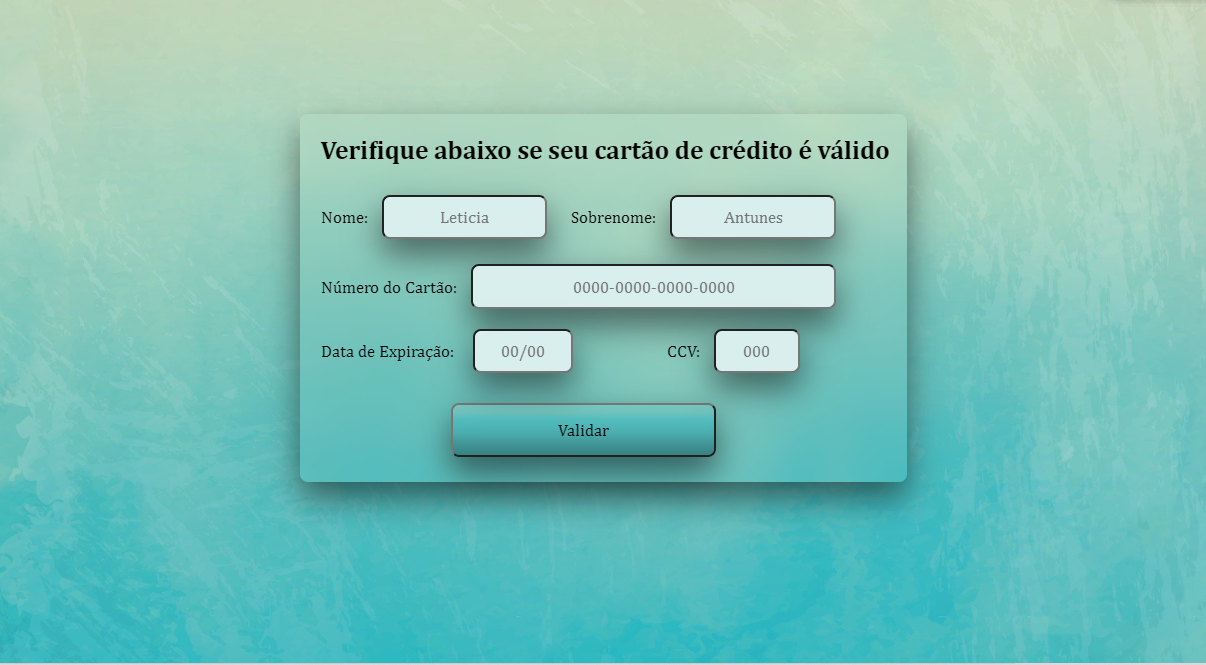 Verifique abaixo se seu cartão de crédito é válido
Nome: Leticia Sobrenome: Antunes
Número do Cartão: 0000-0000-0000-0000
Data de Expiração: 00/00 CCV: 000
Validar